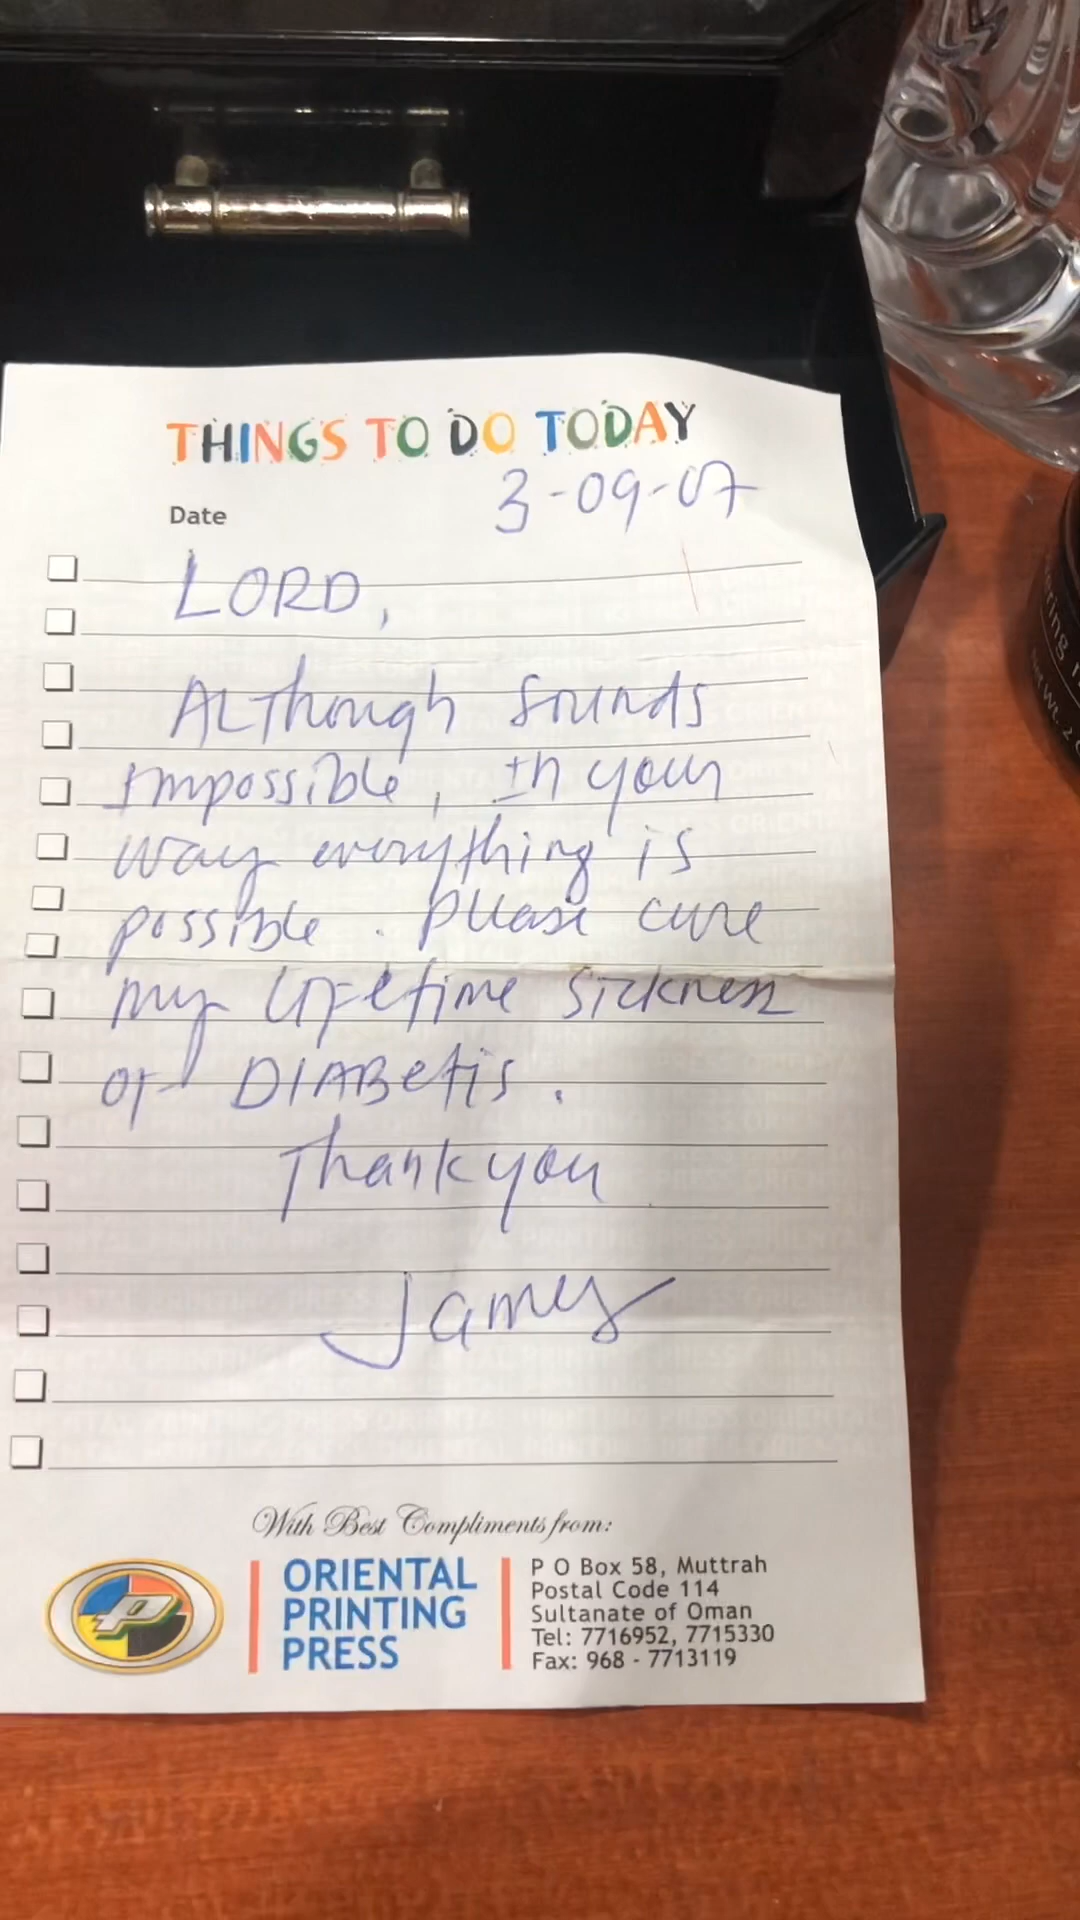 THINGS TO DO TODAY
Date 3-09-07
LORD,
Although sounds
Impossible, In your
way everything is
possible. Please cure
my lifetime sickness
of DIABetis.
Thank you
James
With Best Compliments from:
ORIENTAL
PRINTING
PRESS
P O Box 58, Muttrah
Postal Code 114
Sultanate of Oman
Tel: 7716952, 7715330
Fax: 968 - 7713119